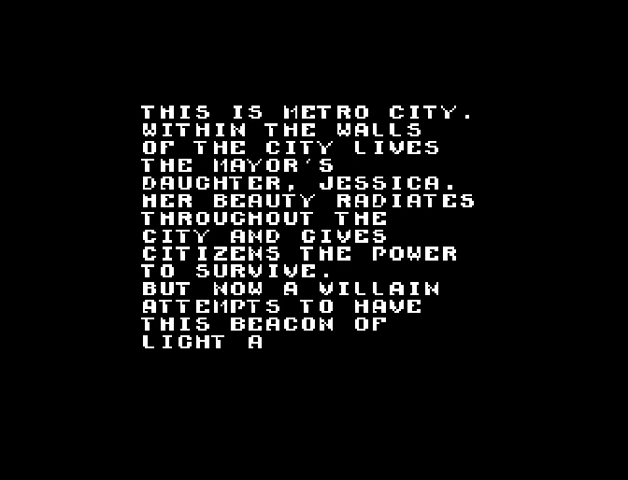 THIS IS METRO CITY.
WITHIN THE WALLS
OF THE CITY LIVES
THE MAYOR'S
DAUGHTER, JESSICA.
HER BEAUTY RADIATES
THROUGHOUT THE
CITY AND GIVES
CITIZENS THE POWER
TO SURVIVE.
BUT NOW A VILLAIN
ATTEMPTS TO HAVE
THIS BEACON OF
LIGHT A